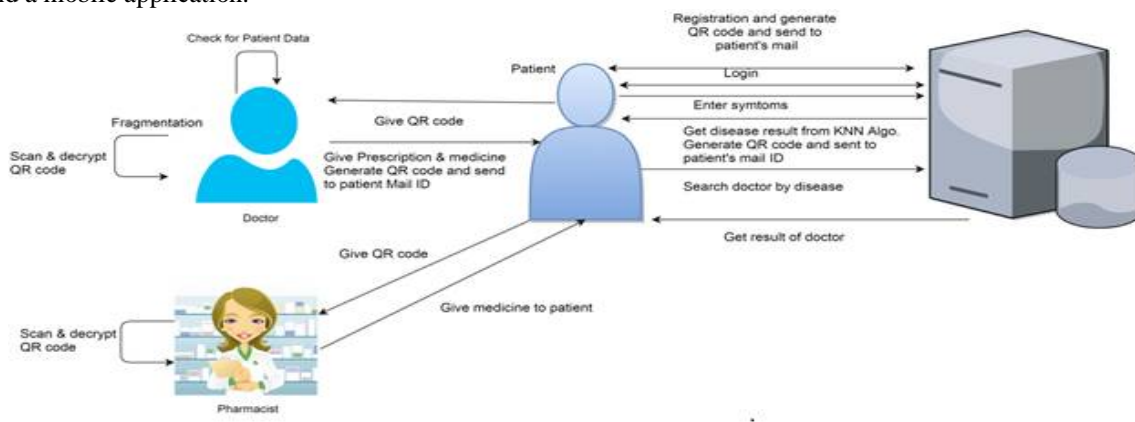 nd a mobile application.
Registration and generate
QR code and send to
patient's mail
Check for Patient Data
Patient
Login
Enter symtoms
Give QR code
Fragmentation
Scan & decrypt
QR code
Get disease result from KNN Algo.
Generate QR code and sent to
patient's mail ID
Give Prescription & medicine
Generate QR code and send
to patient Mail ID
Search doctor by disease
Doctor
Get result of doctor
Give QR code
Give medicine to patient
Scan & decrypt
QR code
Pharmacist